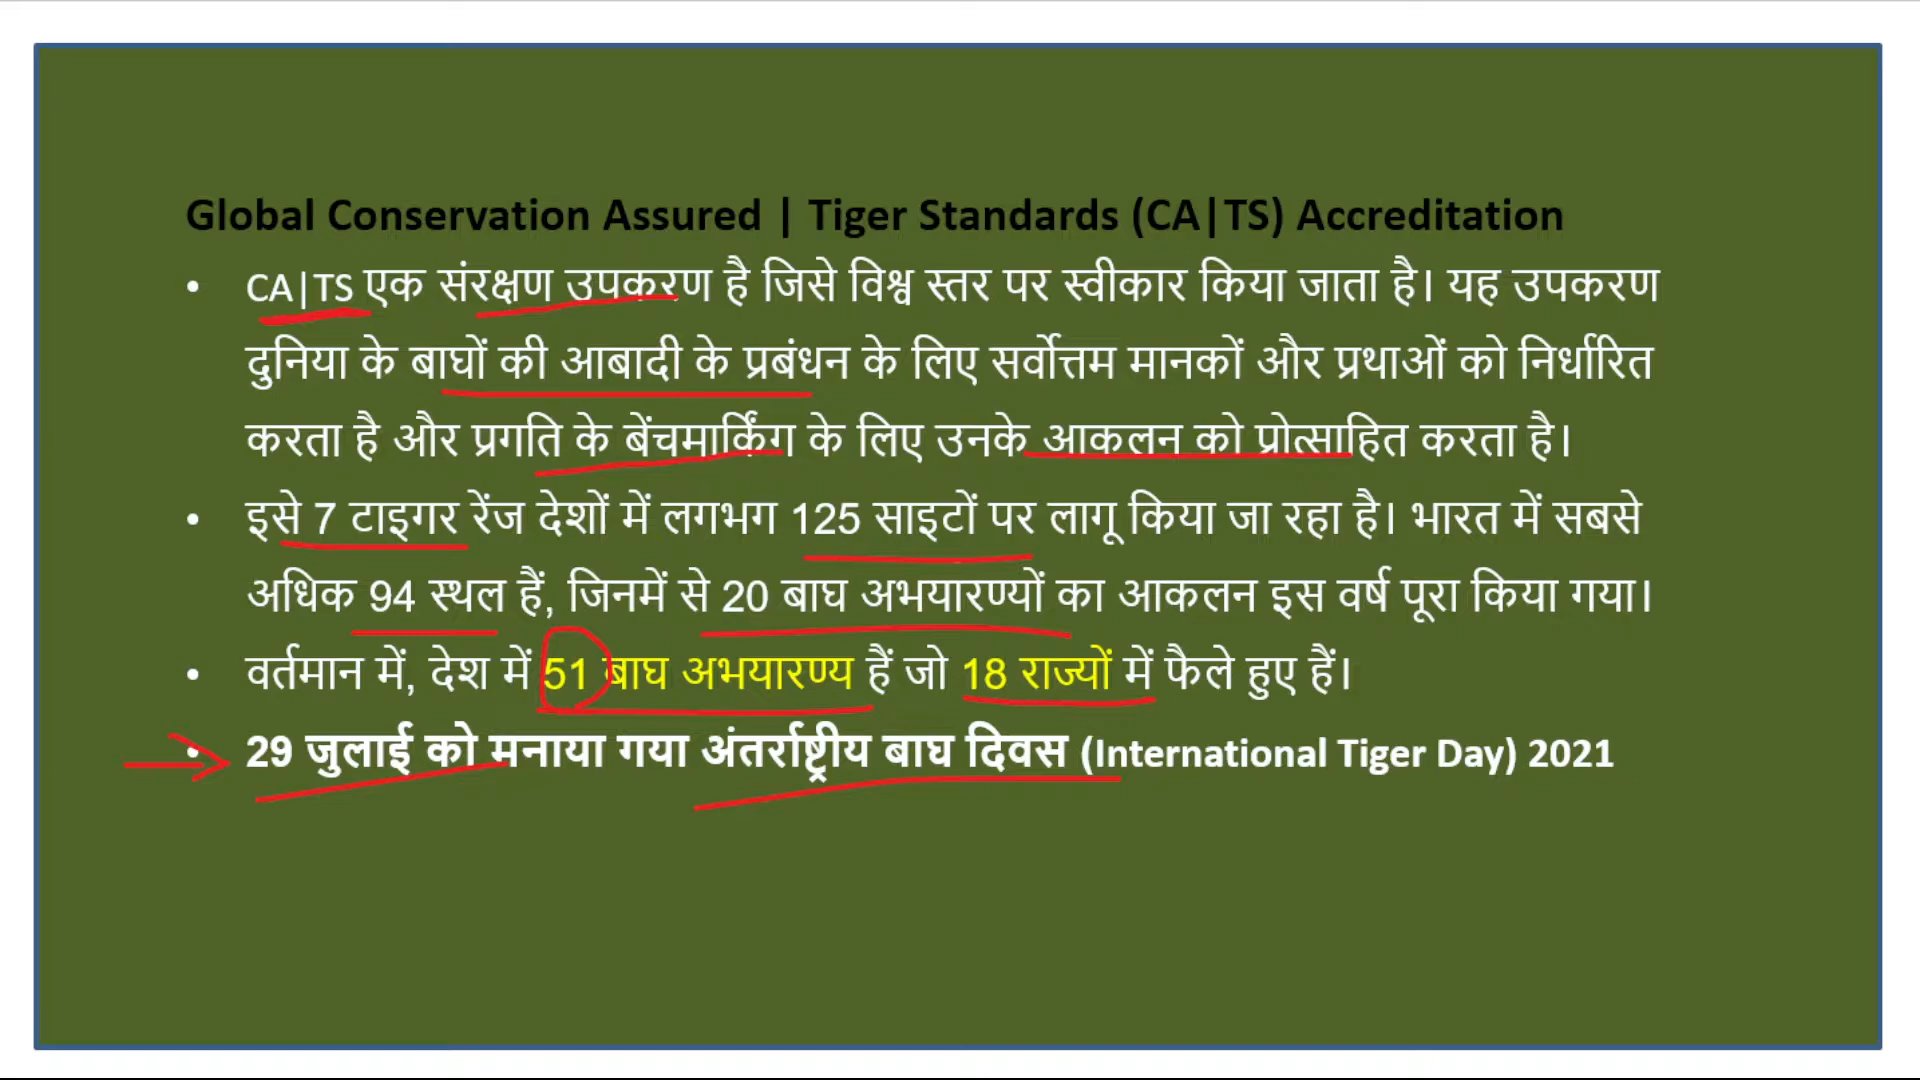 Global Conservation Assured | Tiger Standards (CA|TS) Accreditation
• CA|TS एक संरक्षण उपकरण है जिसे विश्व स्तर पर स्वीकार किया जाता है। यह उपकरण
दुनिया के बाघों की आबादी के प्रबंधन के लिए सर्वोत्तम मानकों और प्रथाओं को निर्धारित
करता है और प्रगति के बेंचमार्किंग के लिए उनके आकलन को प्रोत्साहित करता है।
• इसे 7 टाइगर रेंज देशों में लगभग 125 साइटों पर लागू किया जा रहा है। भारत में सबसे
अधिक 94 स्थल हैं, जिनमें से 20 बाघ अभयारण्यों का आकलन इस वर्ष पूरा किया गया।
• वर्तमान में, देश में 51 बाघ अभयारण्य हैं जो 18 राज्यों में फैले हुए हैं।
• 29 जुलाई को मनाया गया अंतर्राष्ट्रीय बाघ दिवस (International Tiger Day) 2021